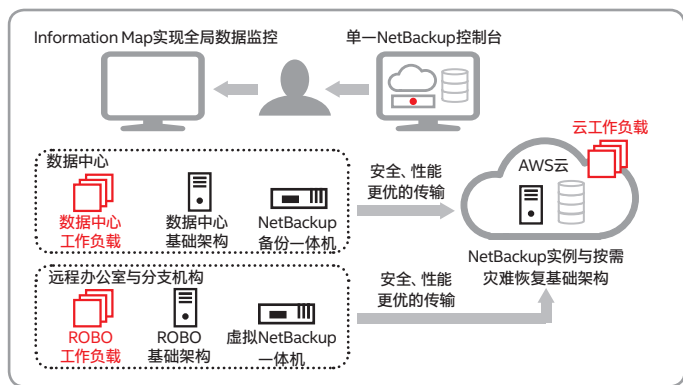 Information Map实现全局数据监控
单一NetBackup控制台
云工作负载
AWS云
数据中心
数据中心
工作负载
数据中心
基础架构
NetBackup
备份一体机
安全、性能
更优的传输
NetBackup实例与按需
灾难恢复基础架构
远程办公室与分支机构
ROBO
工作负载
ROBO
基础架构
虚拟NetBackup
一体机
安全、性能
更优的传输